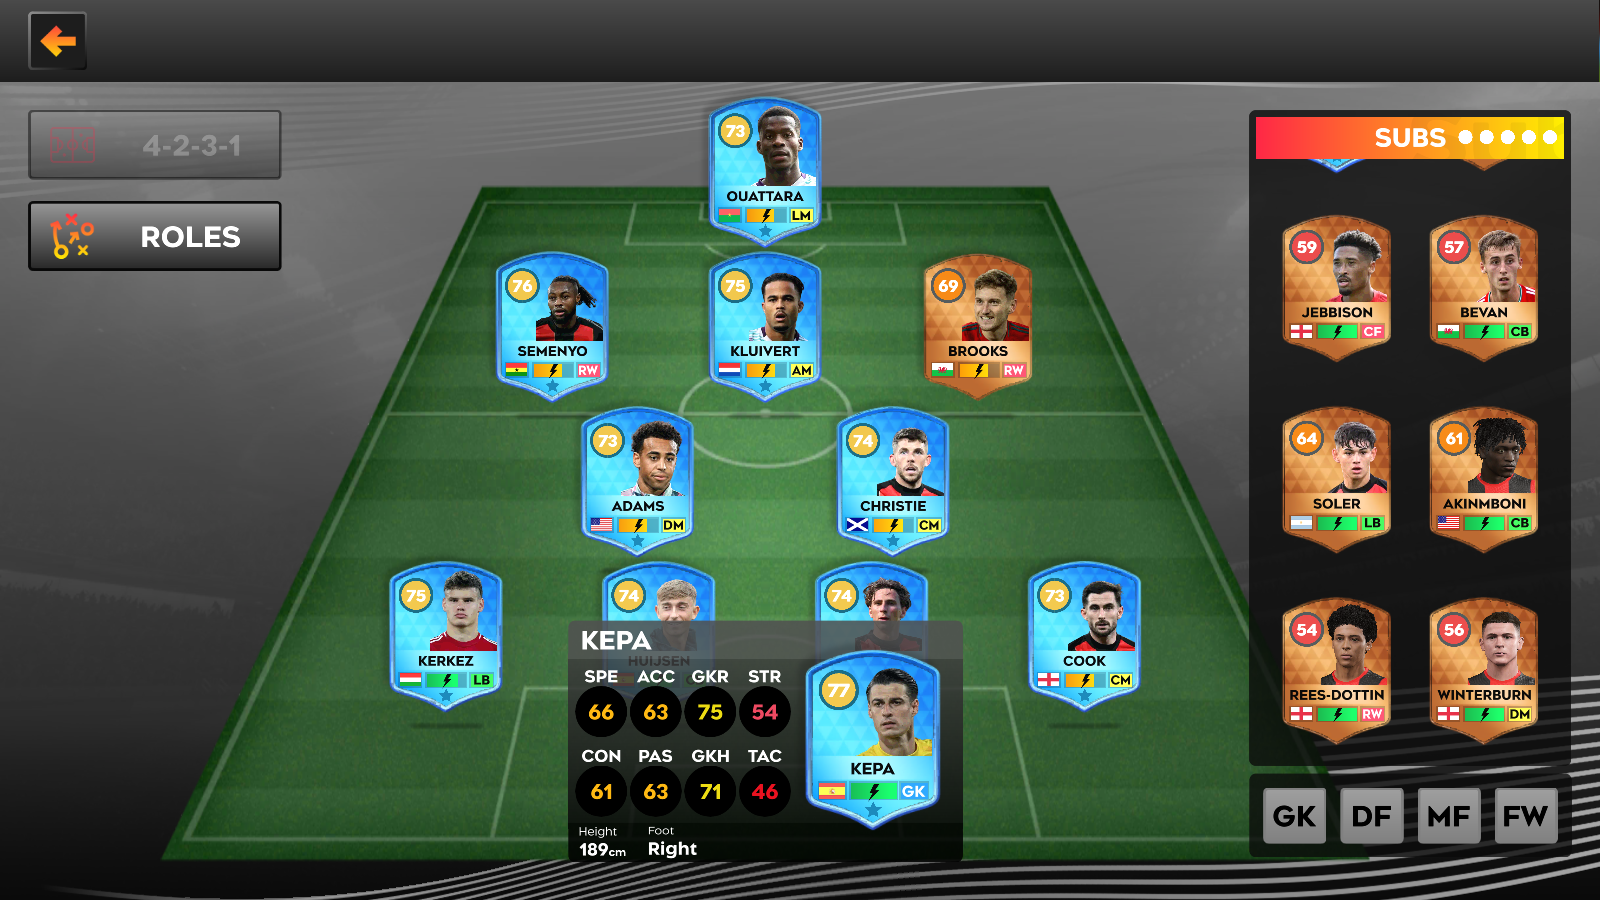 4-2-3-1
ROLES
73
OUATTARA
LM
76
SEMENYO
RW
75
KLUIVERT
AM
69
BROOKS
RW
73
ADAMS
DM
74
CHRISTIE
CM
75
KERKEZ
LB
74
HUIJSEN
74
73
COOK
CM
KEPA
SPE ACC GKR STR
66 63 75 54
CON PAS GKH TAC
61 63 71 46
Height Foot
189cm Right
77
KEPA
GK
SUBS
59
JEBBISON
CF
57
BEVAN
CB
64
SOLER
LB
61
AKINMBONI
CB
54
REES-DOTTIN
RW
56
WINTERBURN
DM
GK DF MF FW